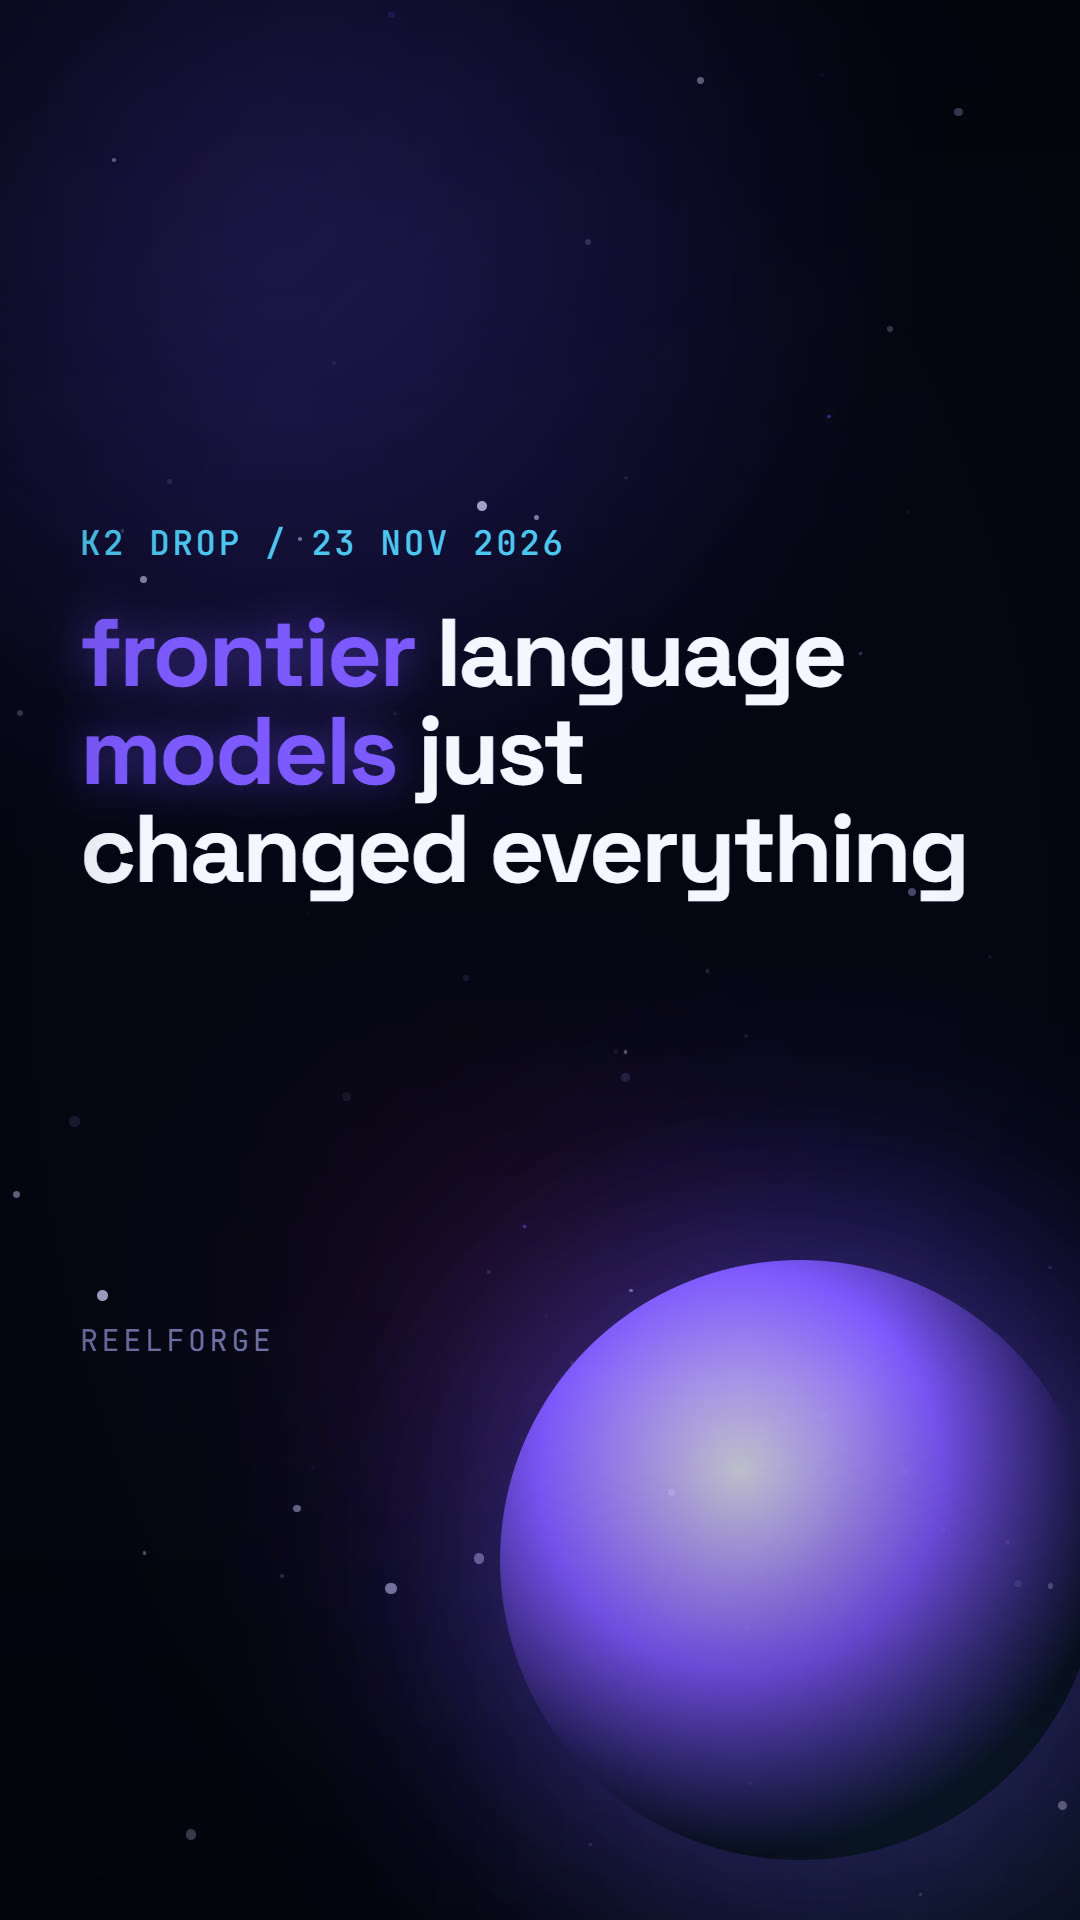 K2 DROP / 23 NOV 2026
frontier language
models just
changed everything
REELFORGE